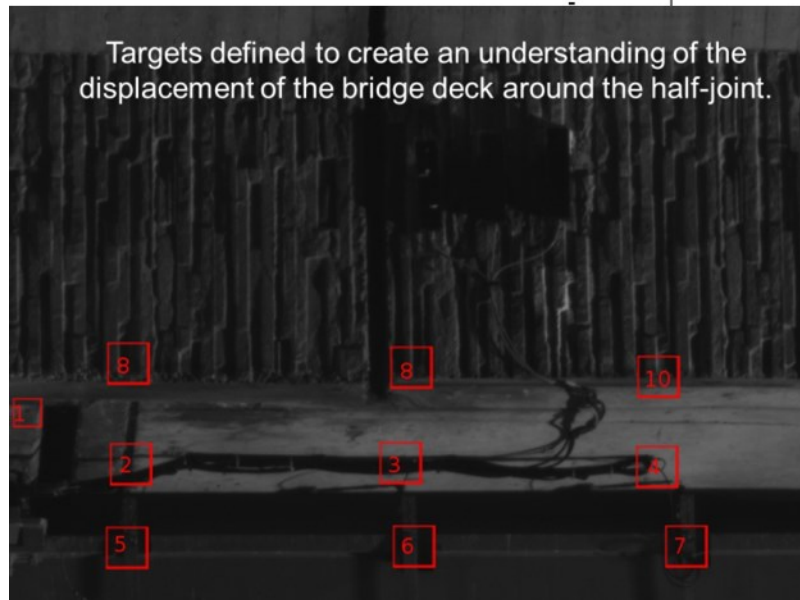 Targets defined to create an understanding of the
displacement of the bridge deck around the half-joint.
8 8 10
1
2 3 4
5 6 7